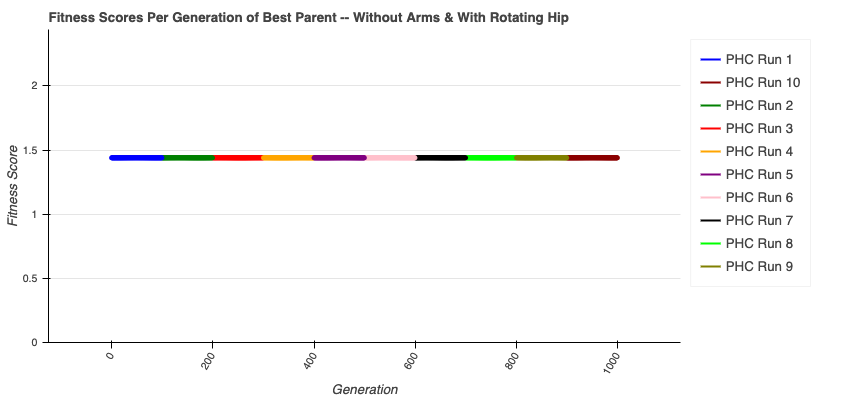 Fitness Scores Per Generation of Best Parent -- Without Arms & With Rotating Hip
Fitness Score
2
1.5
1
0.5
0
0
200
400
600
800
1000
Generation
PHC Run 1
PHC Run 10
PHC Run 2
PHC Run 3
PHC Run 4
PHC Run 5
PHC Run 6
PHC Run 7
PHC Run 8
PHC Run 9